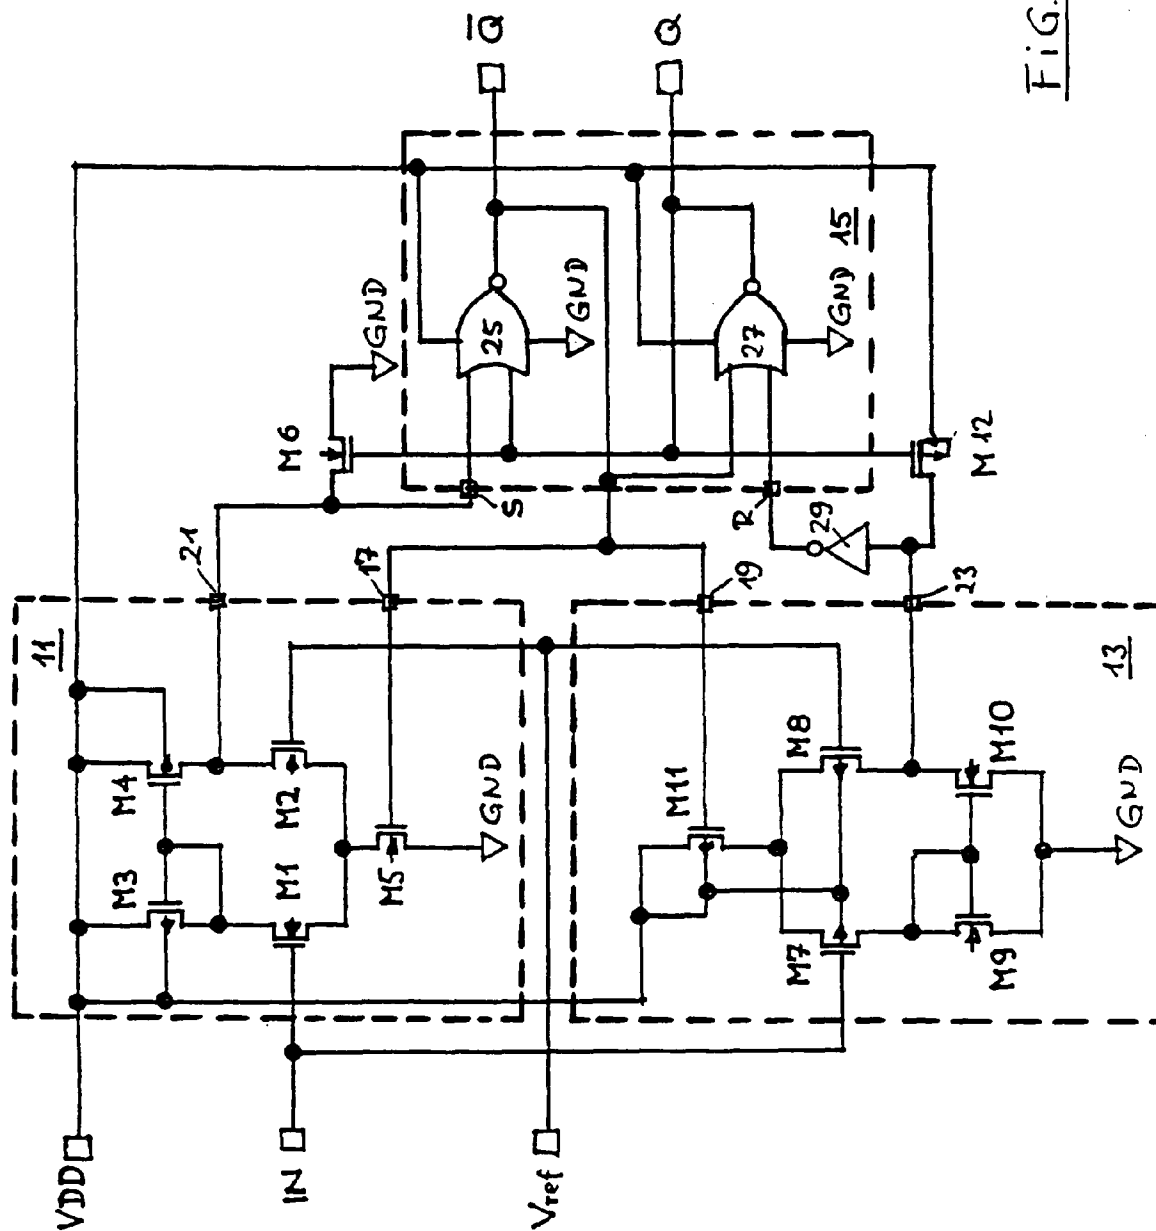 FiG.
VDD
IN
Vref
11
M3
M4
M1
M2
M5
GND
21
17
M6
GND
S
25
GND
Q̅
Q
27
GND
15
R
29
M12
19
23
M11
M7
M8
M9
M10
GND
13